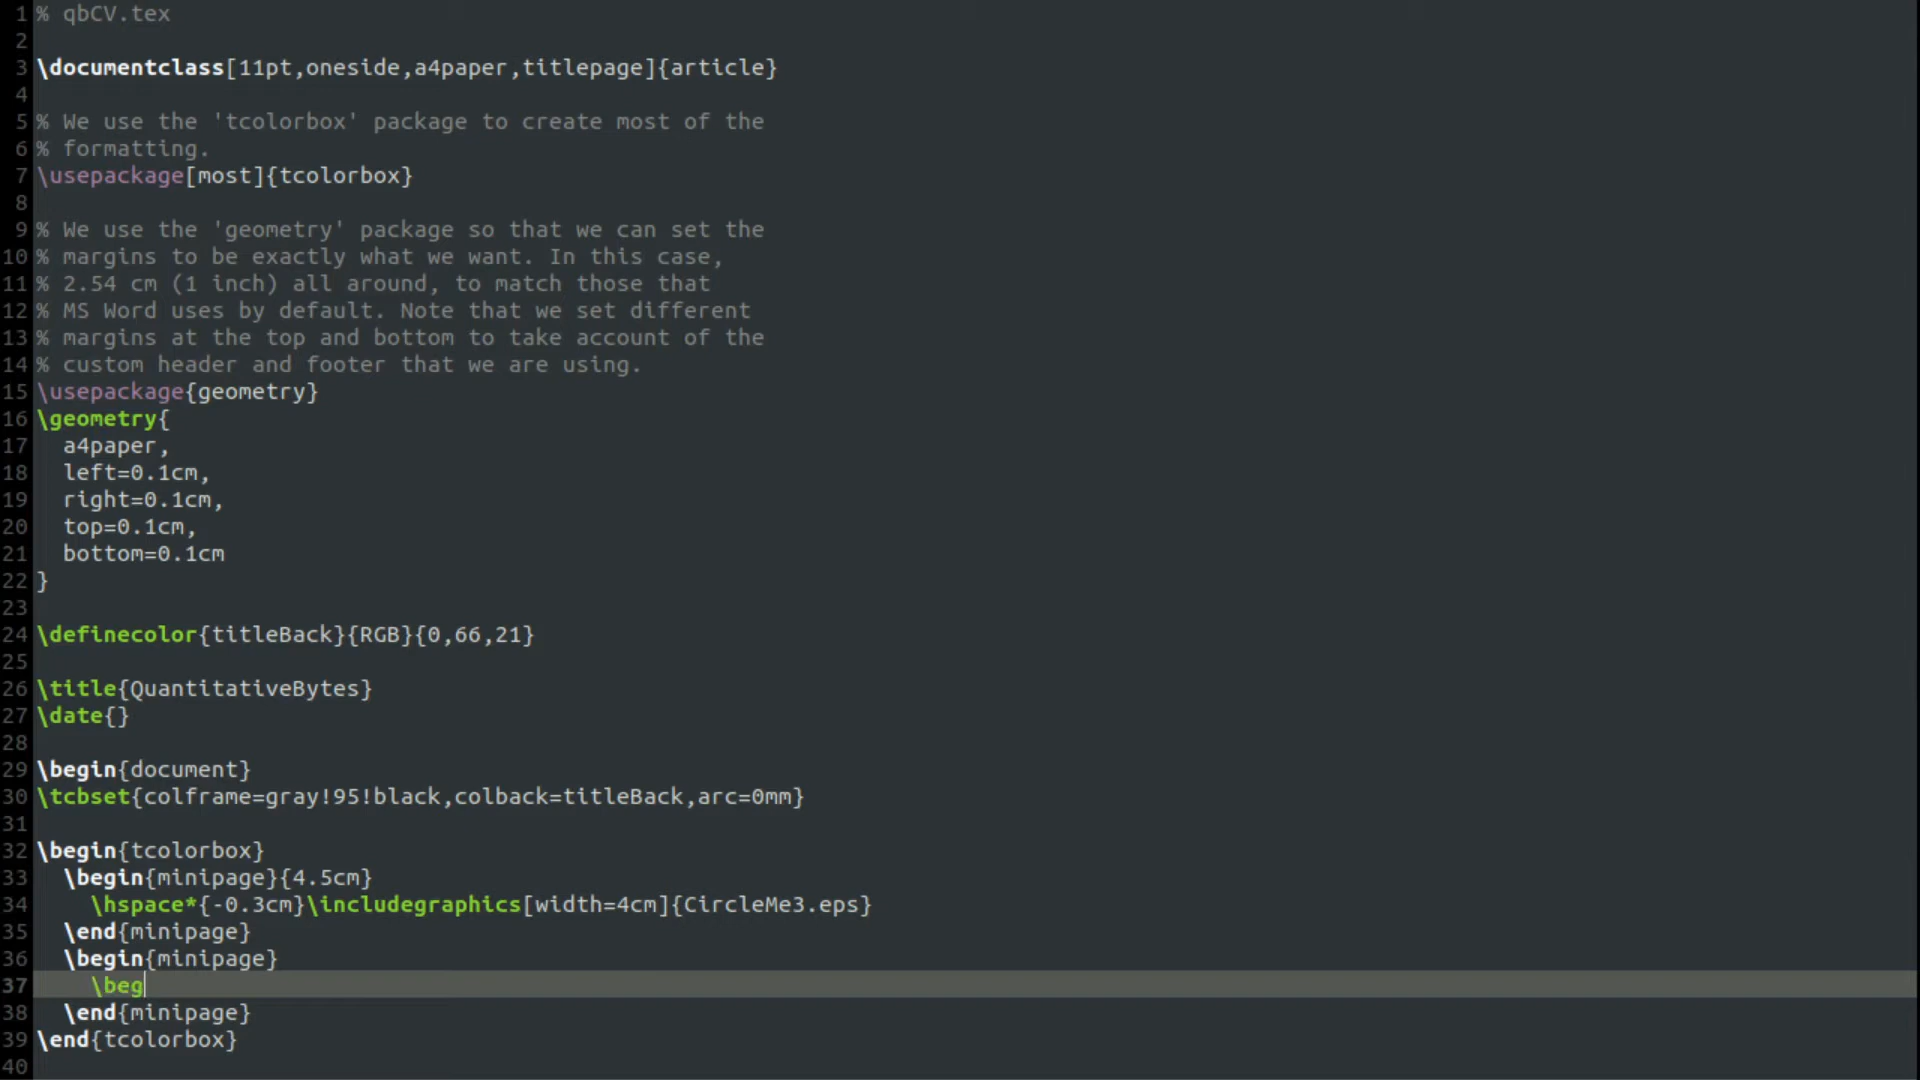 1 % qbCV.tex
2
3 \documentclass[11pt,oneside,a4paper,titlepage]{article}
4
5 % We use the 'tcolorbox' package to create most of the
6 % formatting.
7 \usepackage[most]{tcolorbox}
8
9 % We use the 'geometry' package so that we can set the
10 % margins to be exactly what we want. In this case,
11 % 2.54 cm (1 inch) all around, to match those that
12 % MS Word uses by default. Note that we set different
13 % margins at the top and bottom to take account of the
14 % custom header and footer that we are using.
15 \usepackage{geometry}
16 \geometry{
17   a4paper,
18   left=0.1cm,
19   right=0.1cm,
20   top=0.1cm,
21   bottom=0.1cm
22 }
23
24 \definecolor{titleBack}{RGB}{0,66,21}
25
26 \title{QuantitativeBytes}
27 \date{}
28
29 \begin{document}
30 \tcbset{colframe=gray!95!black,colback=titleBack,arc=0mm}
31
32 \begin{tcolorbox}
33   \begin{minipage}{4.5cm}
34     \hspace*{-0.3cm}\includegraphics[width=4cm]{CircleMe3.eps}
35   \end{minipage}
36   \begin{minipage}
37     \beg
38   \end{minipage}
39 \end{tcolorbox}
40